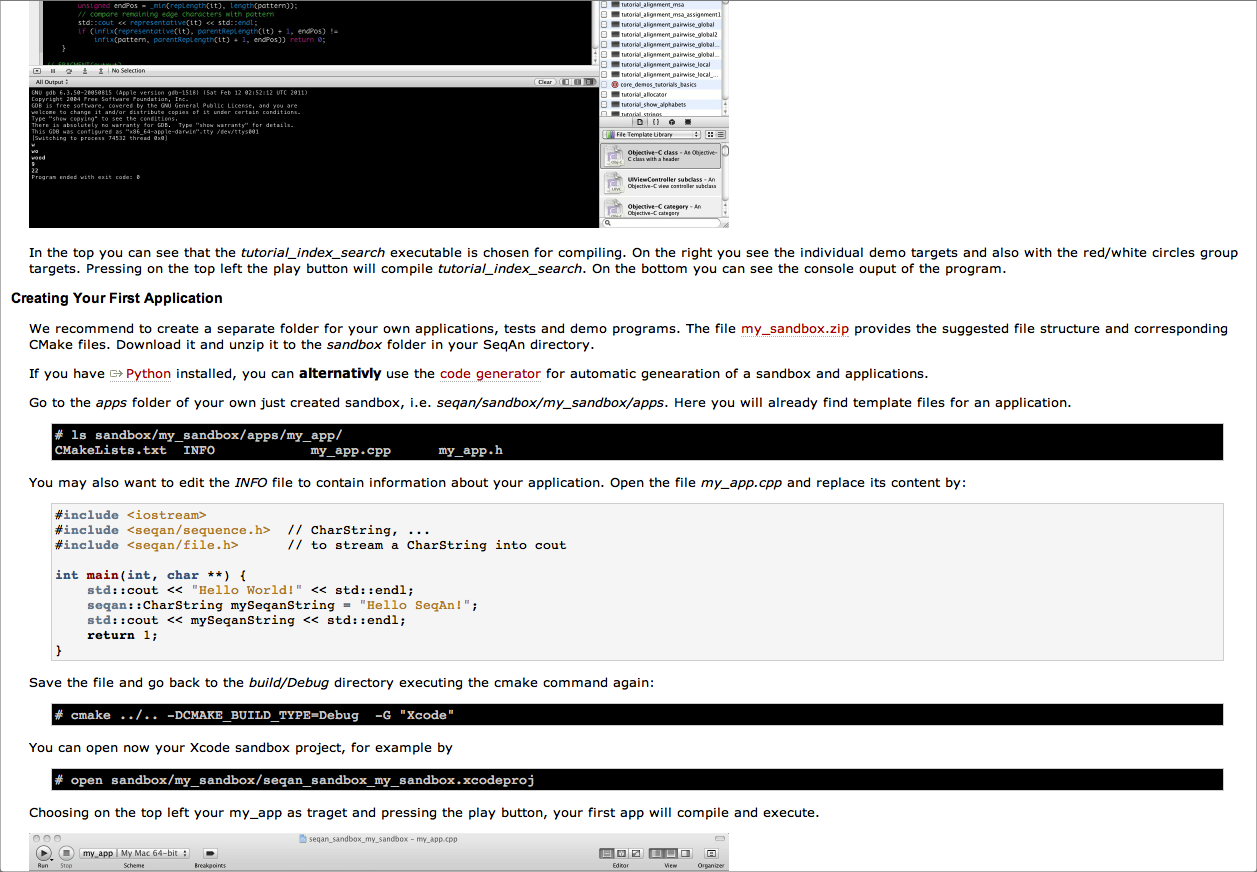 unsigned endPos = _min(repLength(it), length(pattern));
// compare remaining edge characters with pattern
std::cout << representative(it) << std::endl;
if (infix(representative(it), parentRepLength(it) + 1, endPos) !=
infix(pattern, parentRepLength(it) + 1, endPos)) return 0;
}
No Selection
All Output
Clear
GNU gdb 6.3.50-20050815 (Apple version gdb-1518) (Sat Feb 12 02:52:12 UTC 2011)
Copyright 2004 Free Software Foundation, Inc.
GDB is free software, covered by the GNU General Public License, and you are
welcome to change it and/or distribute copies of it under certain conditions.
Type "show copying" to see the conditions.
There is absolutely no warranty for GDB. Type "show warranty" for details.
This GDB was configured as "x86_64-apple-darwin".tty /dev/ttys001
[Switching to process 74532 thread 0x0]
w
wo
wood
9
22
Program ended with exit code: 0
tutorial_alignment_msa
tutorial_alignment_msa_assignment1
tutorial_alignment_pairwise_global
tutorial_alignment_pairwise_global2
tutorial_alignment_pairwise_global...
tutorial_alignment_pairwise_global...
tutorial_alignment_pairwise_local
tutorial_alignment_pairwise_local_...
core_demos_tutorials_basics
tutorial_allocator
tutorial_show_alphabets
tutorial_strings
File Template Library
Objective-C class - An Objective-
C class with a header
UIViewController subclass - An
Objective-C view controller subclass
Objective-C category - An
Objective-C category
In the top you can see that the tutorial_index_search executable is chosen for compiling. On the right you see the individual demo targets and also with the red/white circles group
targets. Pressing on the top left the play button will compile tutorial_index_search. On the bottom you can see the console ouput of the program.
Creating Your First Application
We recommend to create a separate folder for your own applications, tests and demo programs. The file my_sandbox.zip provides the suggested file structure and corresponding
CMake files. Download it and unzip it to the sandbox folder in your SeqAn directory.
If you have Python installed, you can alternativly use the code generator for automatic genearation of a sandbox and applications.
Go to the apps folder of your own just created sandbox, i.e. seqan/sandbox/my_sandbox/apps. Here you will already find template files for an application.
# ls sandbox/my_sandbox/apps/my_app/
CMakeLists.txt INFO my_app.cpp my_app.h
You may also want to edit the INFO file to contain information about your application. Open the file my_app.cpp and replace its content by:
#include <iostream>
#include <seqan/sequence.h> // CharString, ...
#include <seqan/file.h> // to stream a CharString into cout
int main(int, char **) {
std::cout << "Hello World!" << std::endl;
seqan::CharString mySeqanString = "Hello SeqAn!";
std::cout << mySeqanString << std::endl;
return 1;
}
Save the file and go back to the build/Debug directory executing the cmake command again:
# cmake ../.. -DCMAKE_BUILD_TYPE=Debug -G "Xcode"
You can open now your Xcode sandbox project, for example by
# open sandbox/my_sandbox/seqan_sandbox_my_sandbox.xcodeproj
Choosing on the top left your my_app as traget and pressing the play button, your first app will compile and execute.
seqan_sandbox_my_sandbox - my_app.cpp
my_app My Mac 64-bit
Run Stop Scheme Breakpoints Editor View Organizer